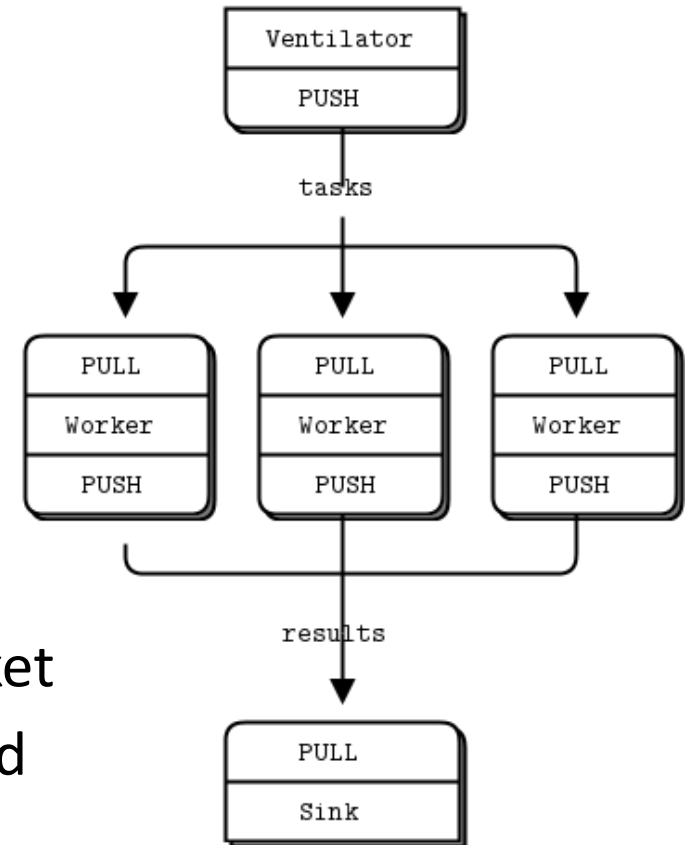 Ventilator
PUSH
tasks
PULL PULL PULL
Worker Worker Worker
PUSH PUSH PUSH
results
PULL
Sink